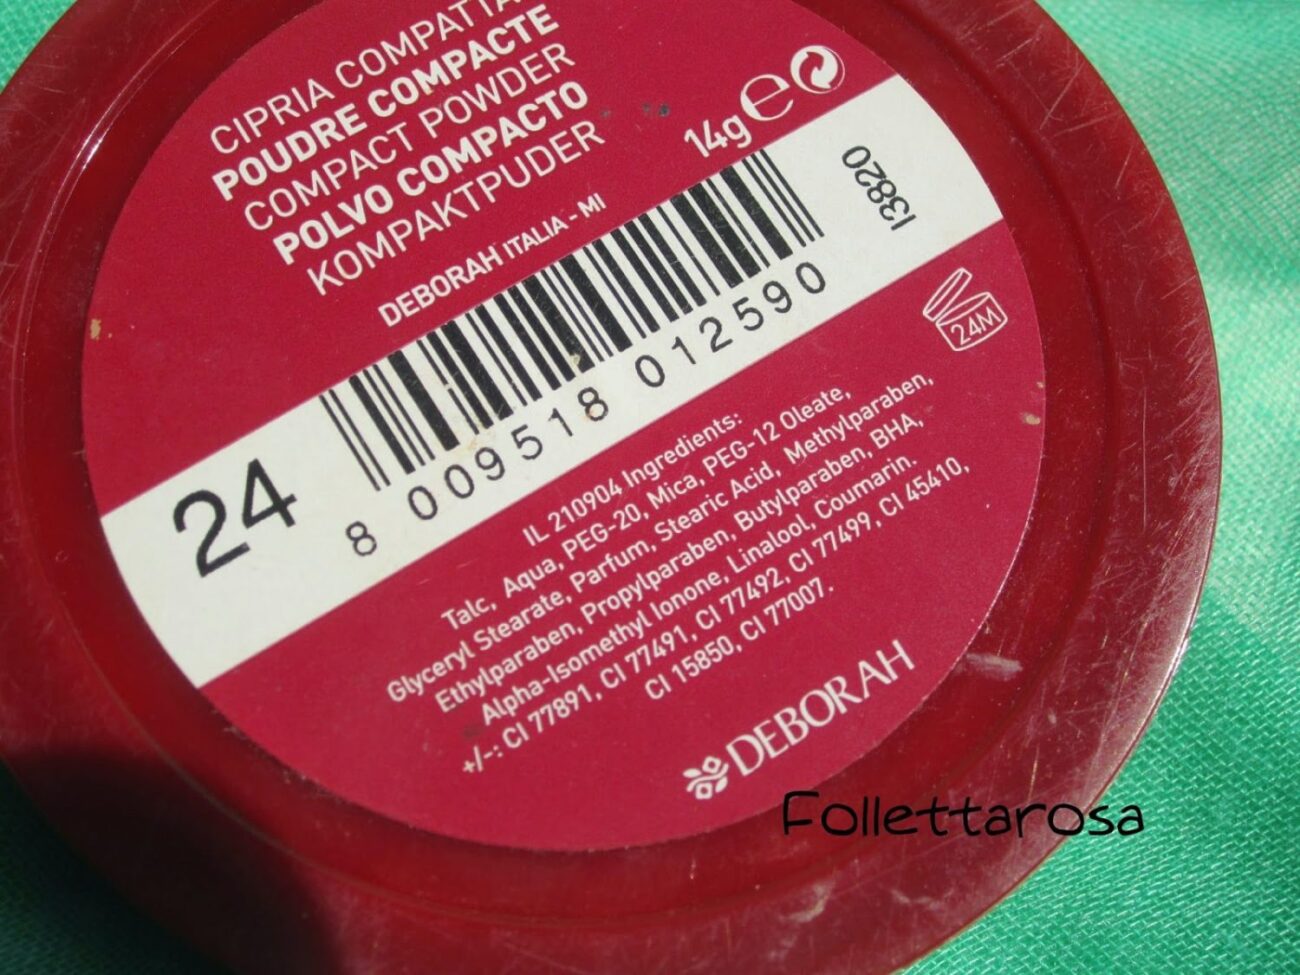 CIPRIA COMPATTA
POUDRE COMPACTE
COMPACT POWDER
POLVO COMPACTO
KOMPAKTPUDER
14g e
DEBORAH ITALIA - MI
13820
24
8 009518 012590
24M
IL 210904 Ingredients:
Talc, Aqua, PEG-20, Mica, PEG-12 Oleate,
Glyceryl Stearate, Parfum, Stearic Acid, Methylparaben,
Ethylparaben, Propylparaben, Butylparaben, BHA,
Alpha-Isomethyl Ionone, Linalool, Coumarin.
+/-: CI 77891, CI 77491, CI 77492, CI 77499, CI 45410,
CI 15850, CI 77007.
DEBORAH
Follettarosa